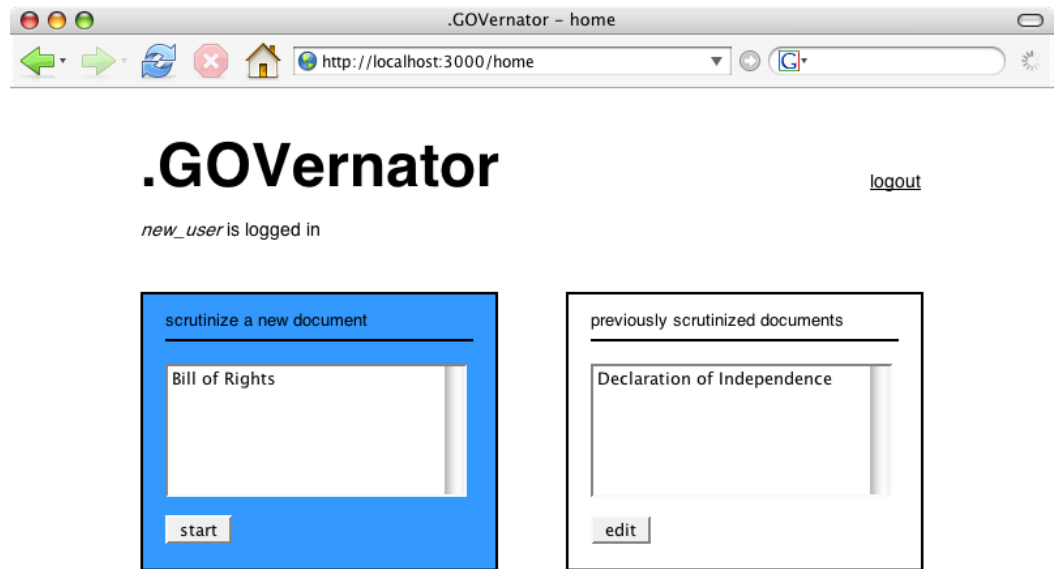 .GOVernator – home
http://localhost:3000/home
G
.GOVernator
logout
new_user is logged in
scrutinize a new document
Bill of Rights
start
previously scrutinized documents
Declaration of Independence
edit